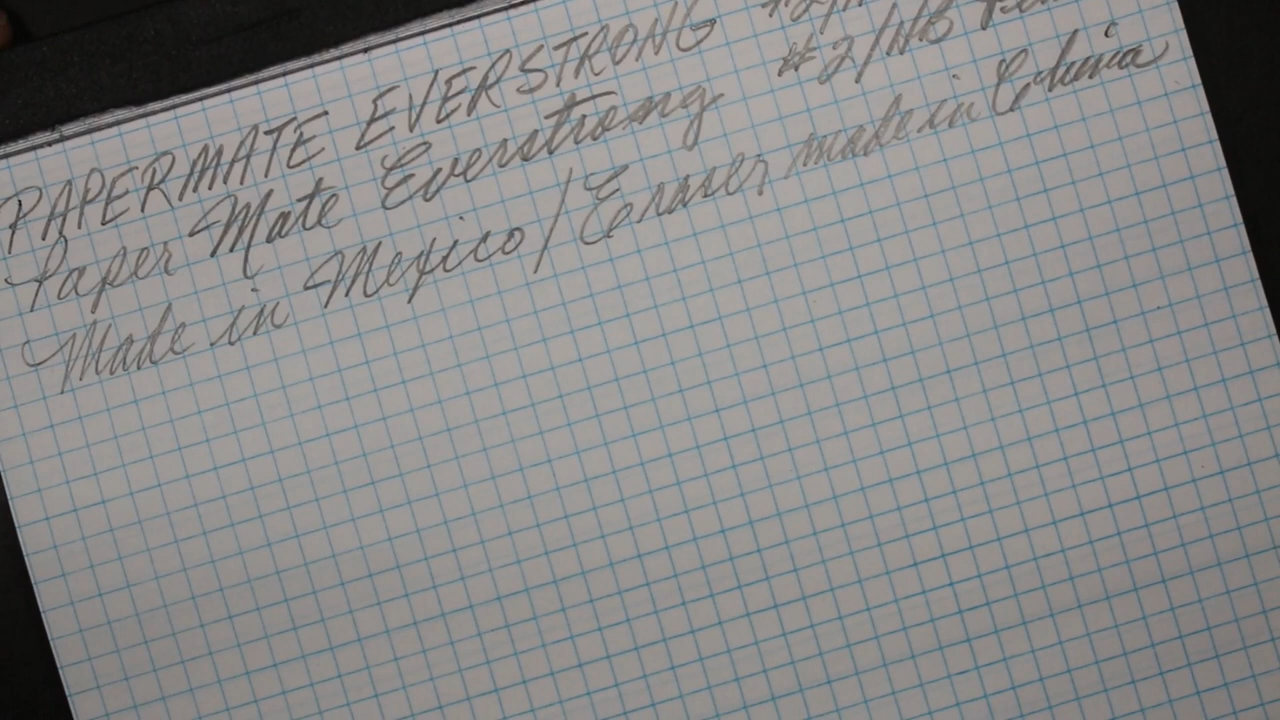 PAPERMATE EVERSTRONG
Paper Mate Everstrong #2/HB
Made in Mexico/Eraser made in China